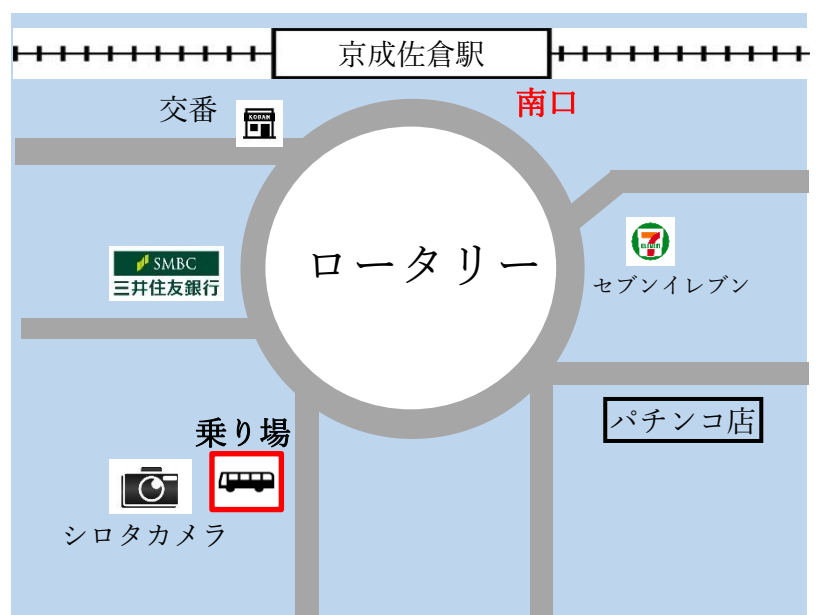 京成佐倉駅
南口
交番
KOBAN
ロータリー
SMBC
三井住友銀行
7
ELEVEN
セブンイレブン
パチンコ店
乗り場
シロタカメラ